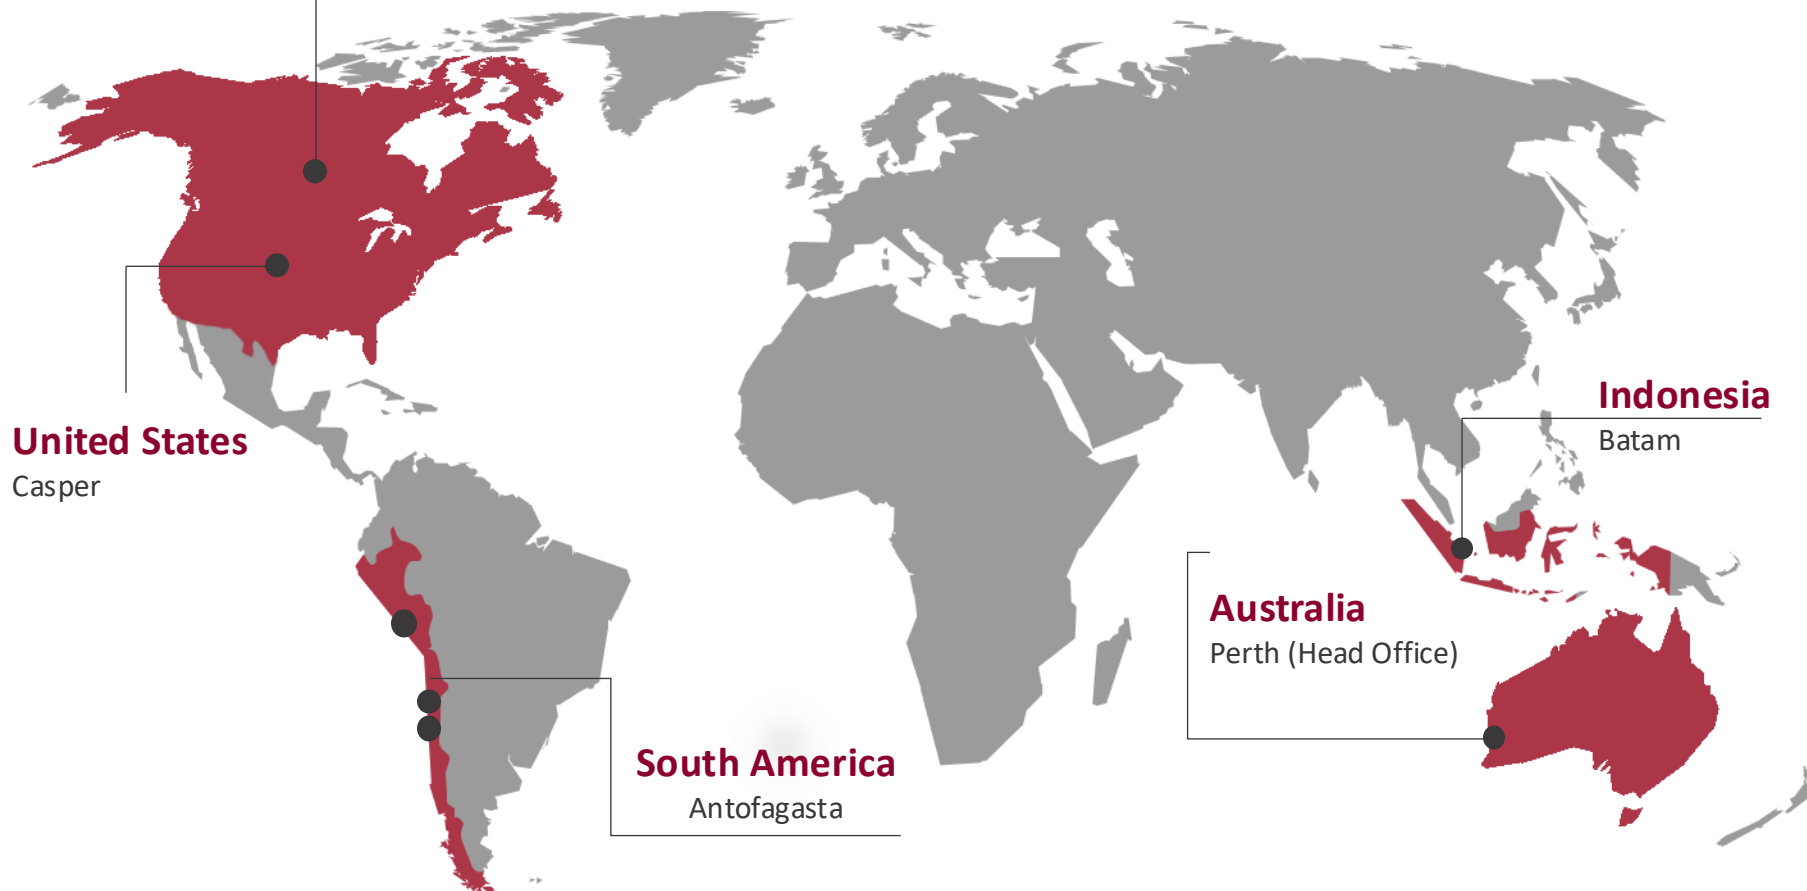 United States
Casper
Indonesia
Batam
Australia
Perth (Head Office)
South America
Antofagasta